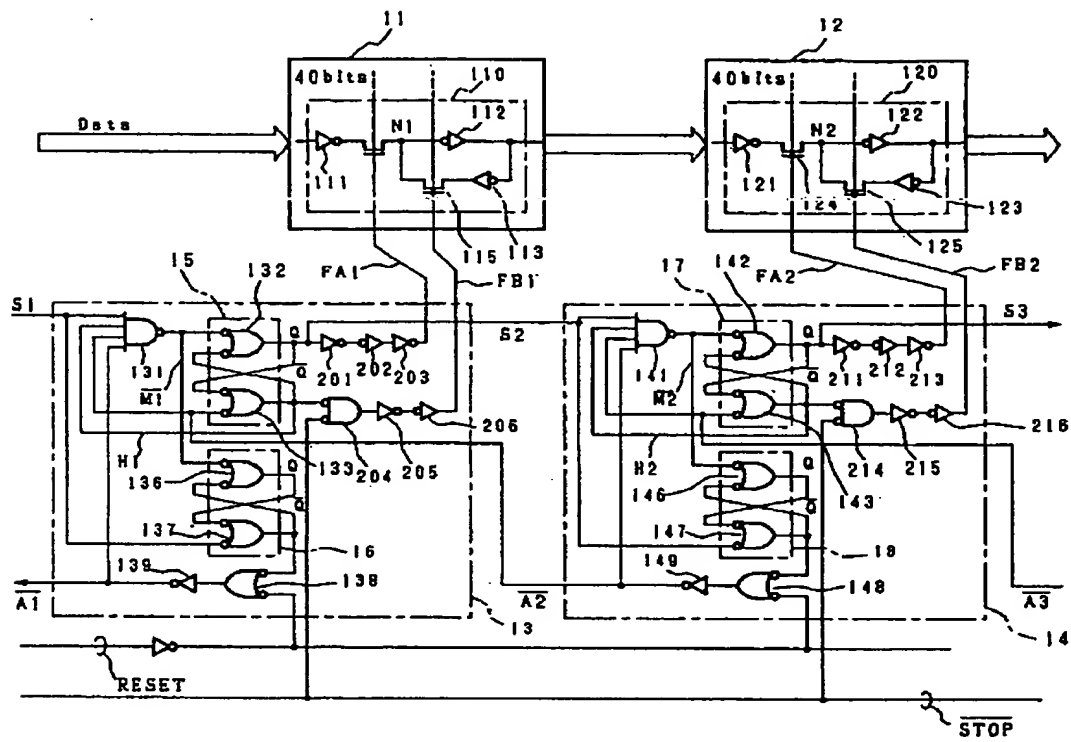 11
12
40bits
110
112
N1
Data
111
113
115
40bits
120
122
N2
121
124
123
125
FA1
FB1
FA2
FB2
S1
15
132
Q
S2
17
142
Q
S3
131
M1
201
202
203
Q
141
M2
211
212
213
Q
H1
133
204
205
206
H2
143
214
215
216
136
Q
Q
137
16
146
Q
Q
147
18
139
138
149
148
A1
A2
A3
13
14
RESET
STOP